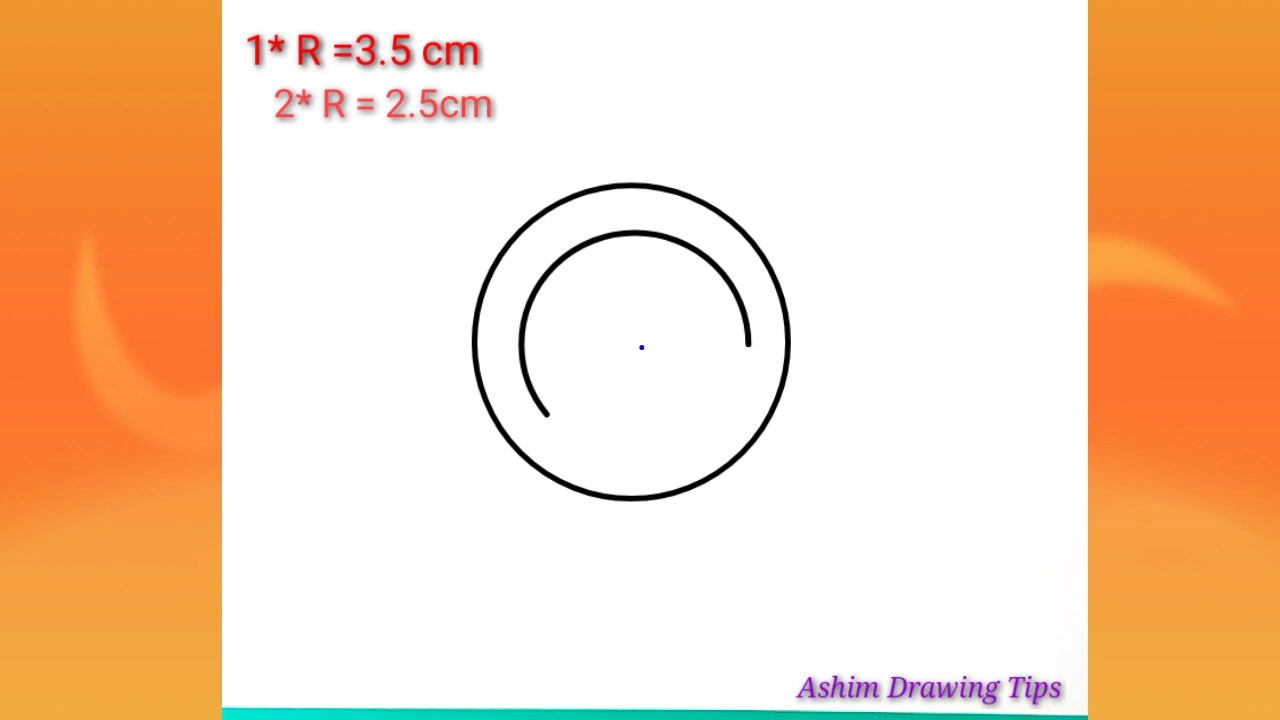 1* R =3.5 cm
2* R = 2.5cm
Ashim Drawing Tips